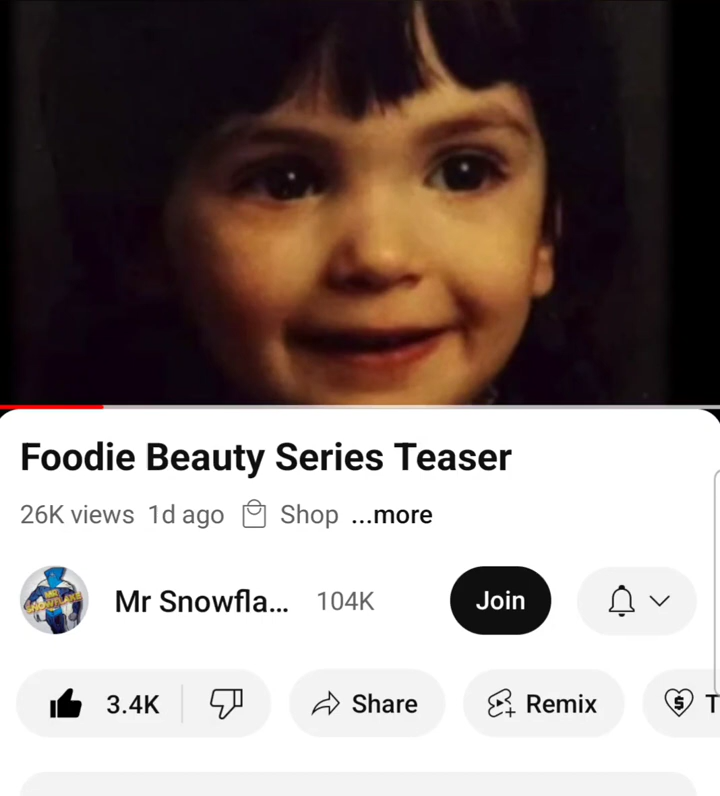 Foodie Beauty Series Teaser
26K views 1d ago Shop ...more
Mr Snowfla... 104K Join
3.4K Share Remix T